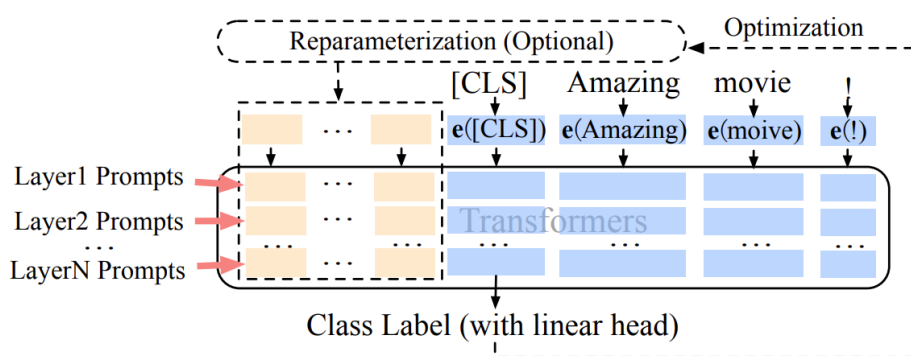 Reparameterization (Optional)
Optimization
[CLS] Amazing movie !
... e([CLS]) e(Amazing) e(moive) e(!)
Layer1 Prompts ...
Layer2 Prompts ... Transformers
... ... ... ... ... ... ...
LayerN Prompts ...
Class Label (with linear head)